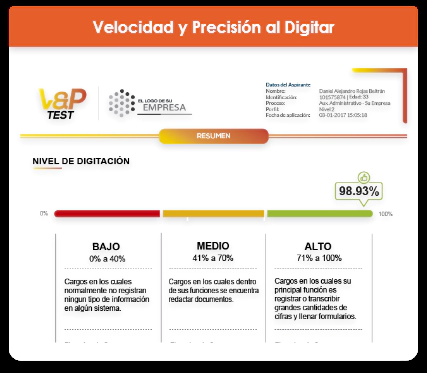 Velocidad y Precisión al Digitar
V&P
TEST
EL LOGO DE SU
EMPRESA
Datos del Aspirante
Nombre: Daniel Alejandro Rojas Beltrán
Identificación: 101575874 | Edad: 33
Proceso: Aux. Administrativo - Su Empresa
Perfil: Nivel 2
Fecha de aplicación: 03-01-2017 15:05:18
RESUMEN
NIVEL DE DIGITACIÓN
98.93%
0%
100%
BAJO
0% a 40%
Cargos en los cuales
normalmente no registran
ningun tipo de información
en algún sistema.
MEDIO
41% a 70%
Cargos en los cuales dentro
de sus funciones se encuentra
redactar documentos.
ALTO
71% a 100%
Cargos en los cuales su
principal función es
registrar o transcribir
grandes cantidades de
cifras y llenar formularios.